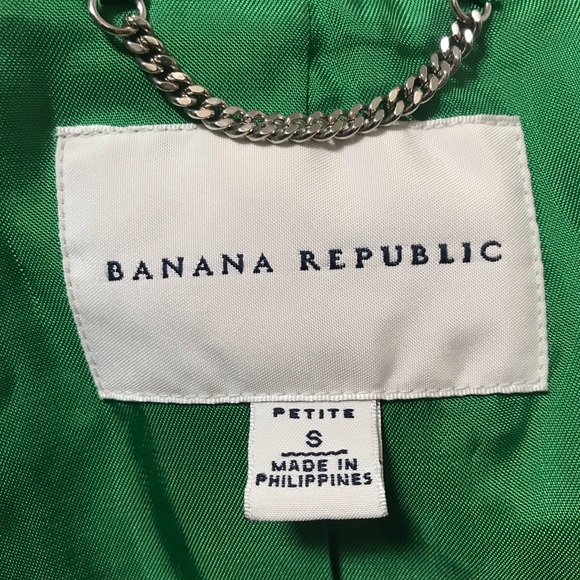 BANANA REPUBLIC
PETITE
S
MADE IN
PHILIPPINES